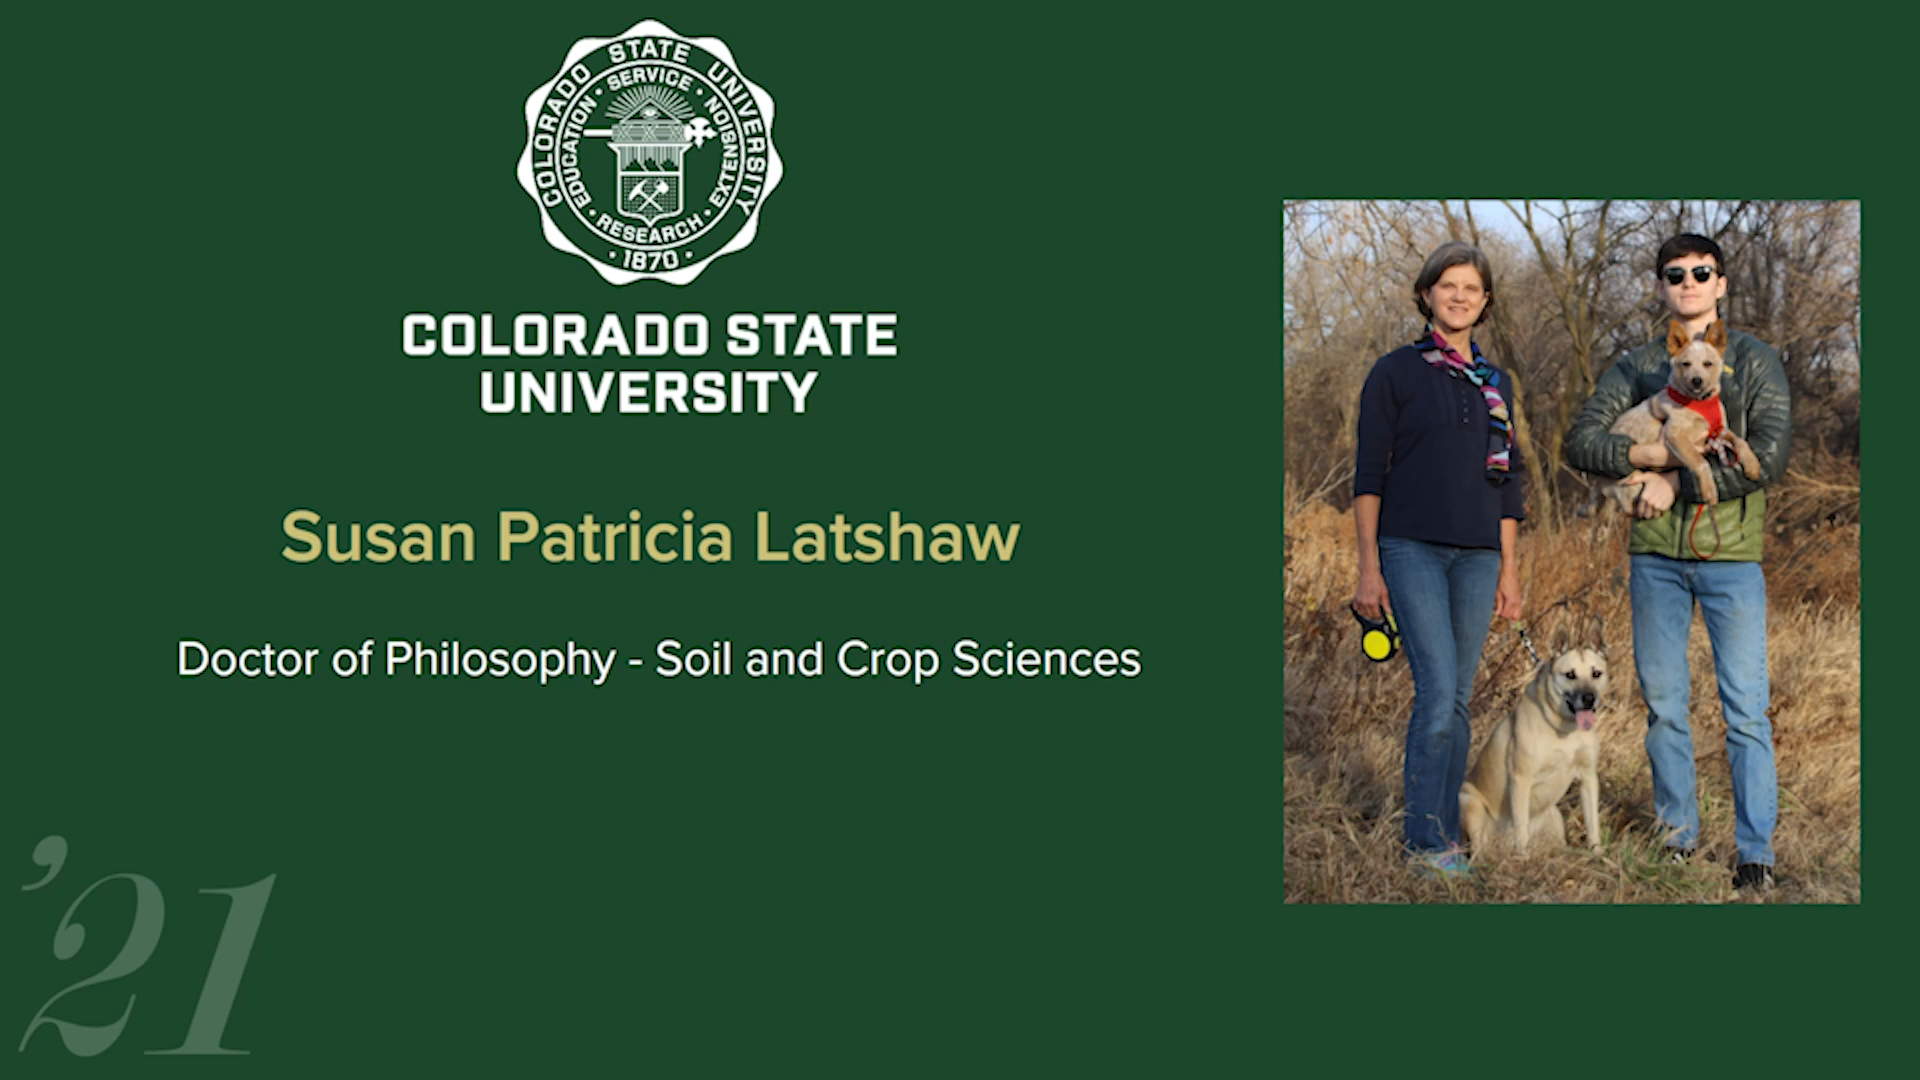 COLORADO STATE UNIVERSITY
EDUCATION • SERVICE • EXTENSION
• RESEARCH •
• 1870 •
COLORADO STATE
UNIVERSITY
Susan Patricia Latshaw
Doctor of Philosophy - Soil and Crop Sciences
’21